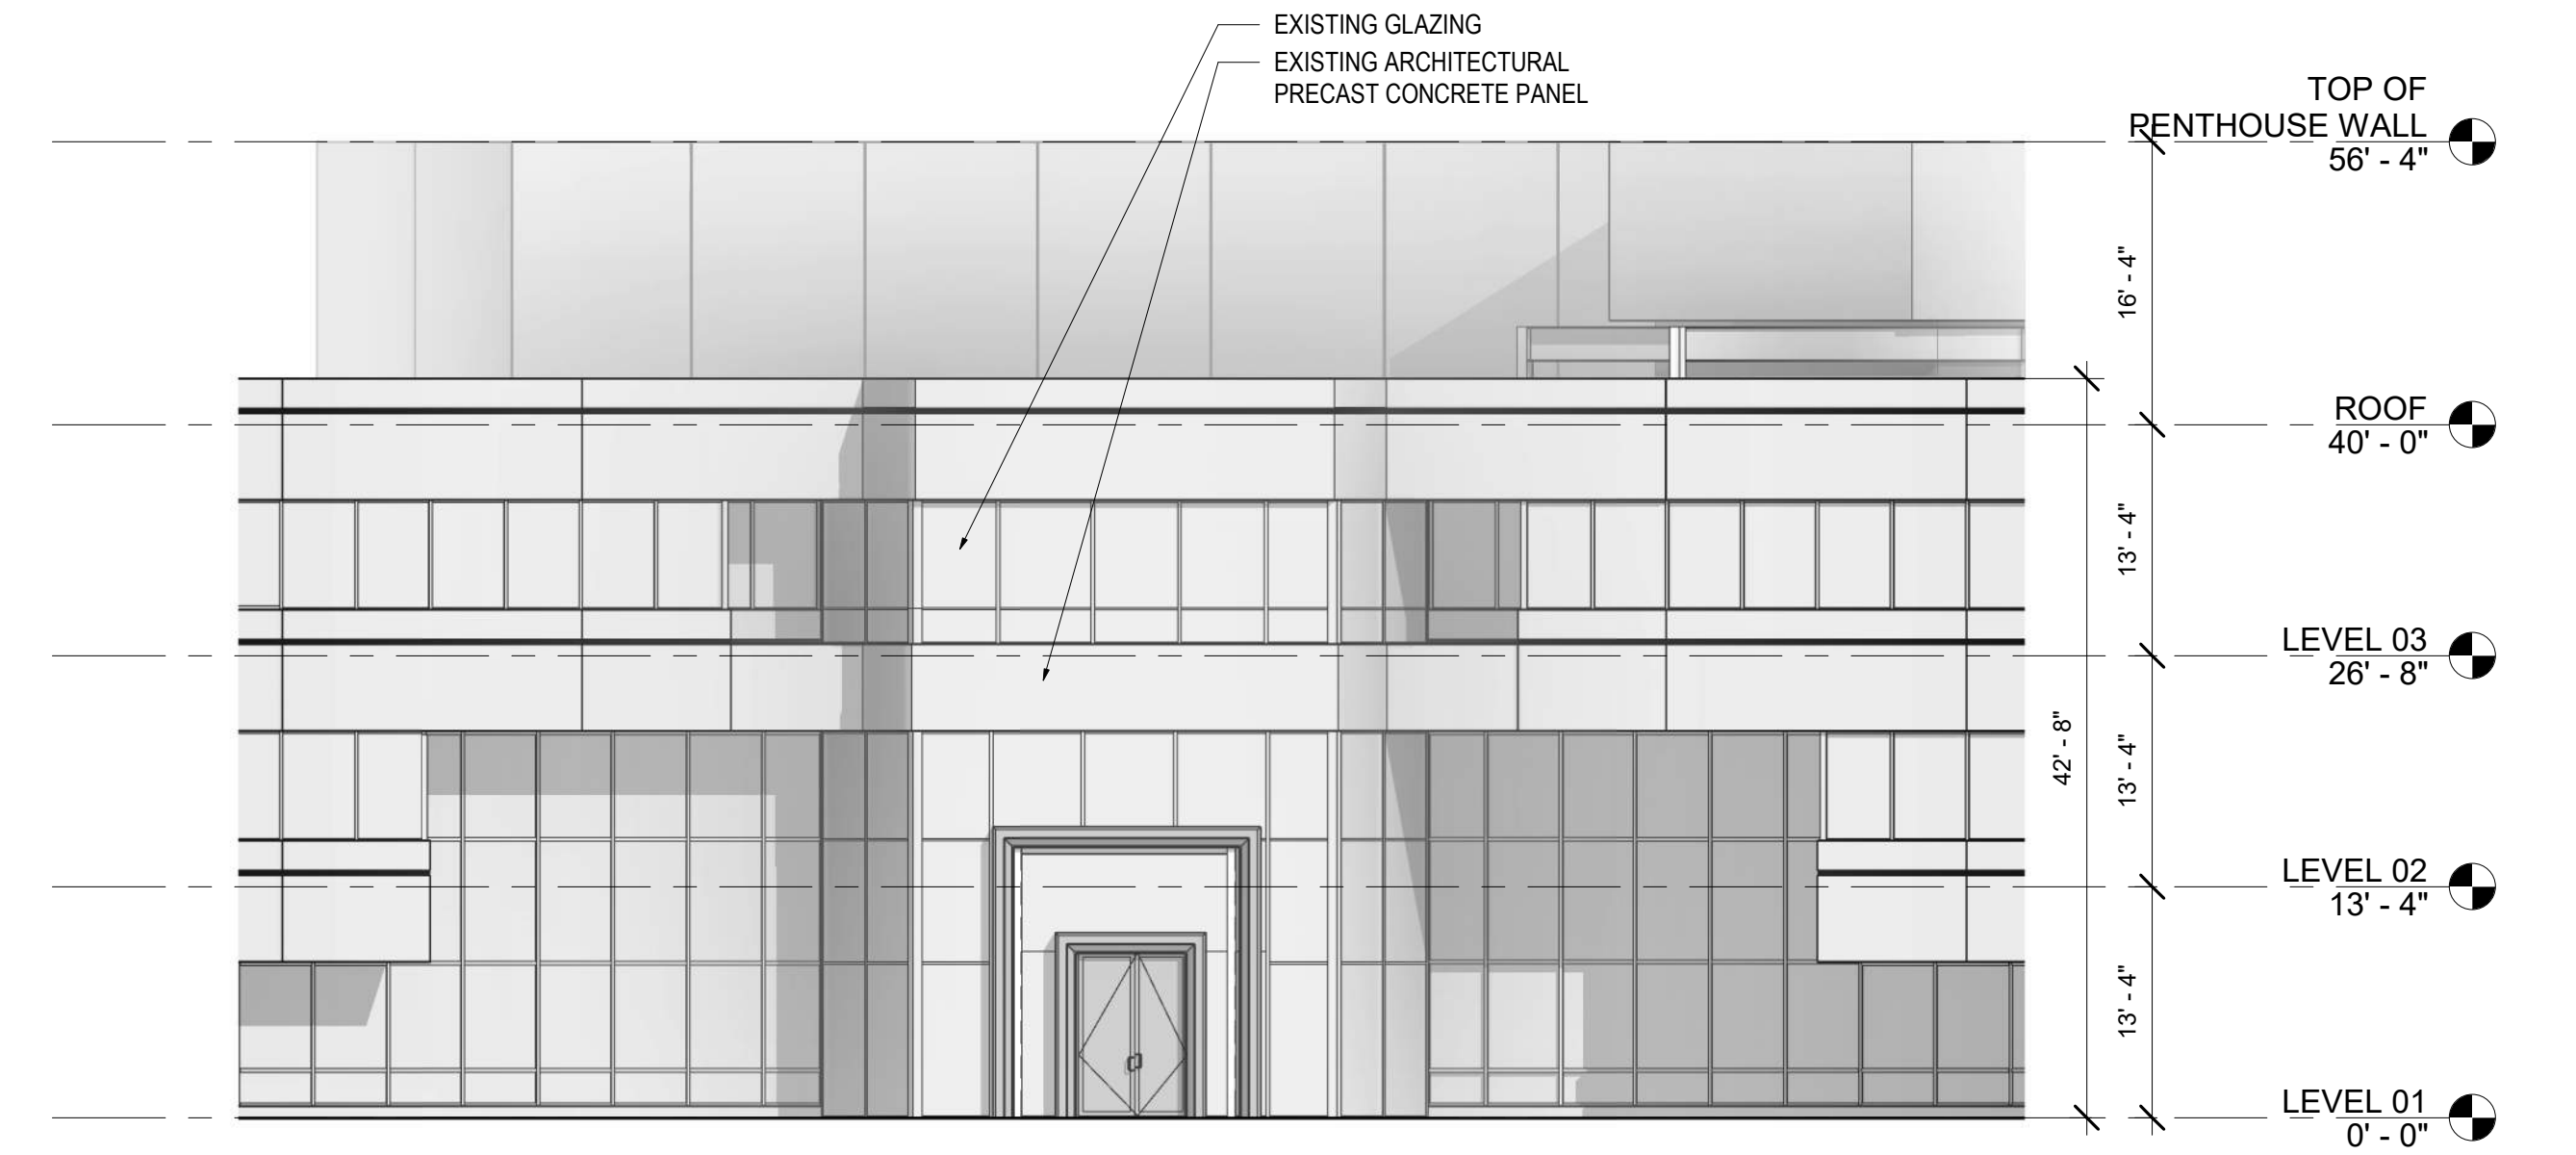 EXISTING GLAZING
EXISTING ARCHITECTURAL
PRECAST CONCRETE PANEL
TOP OF
PENTHOUSE WALL
56' - 4"
16' - 4"
ROOF
40' - 0"
13' - 4"
LEVEL 03
26' - 8"
42' - 8"
13' - 4"
LEVEL 02
13' - 4"
13' - 4"
LEVEL 01
0' - 0"